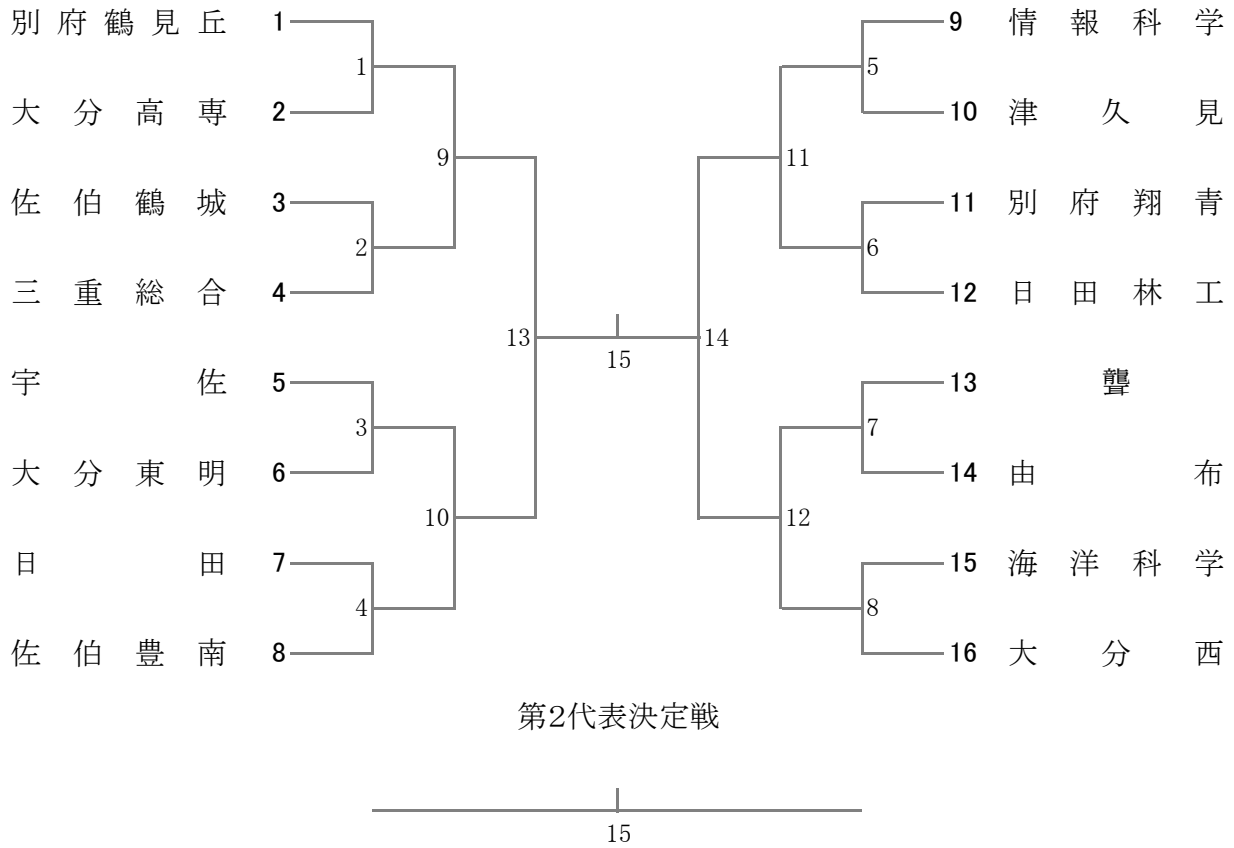 別府鶴見丘 1 9 情報科学
1 5
大分高専 2 10 津久見
9 11
佐伯鶴城 3 11 別府翔青
2 6
三重総合 4 12 日田林工
13 14
15
宇佐 5 13 聾
3 7
大分東明 6 14 由布
10 12
日田 7 15 海洋科学
4 8
佐伯豊南 8 16 大分西
第2代表決定戦
15